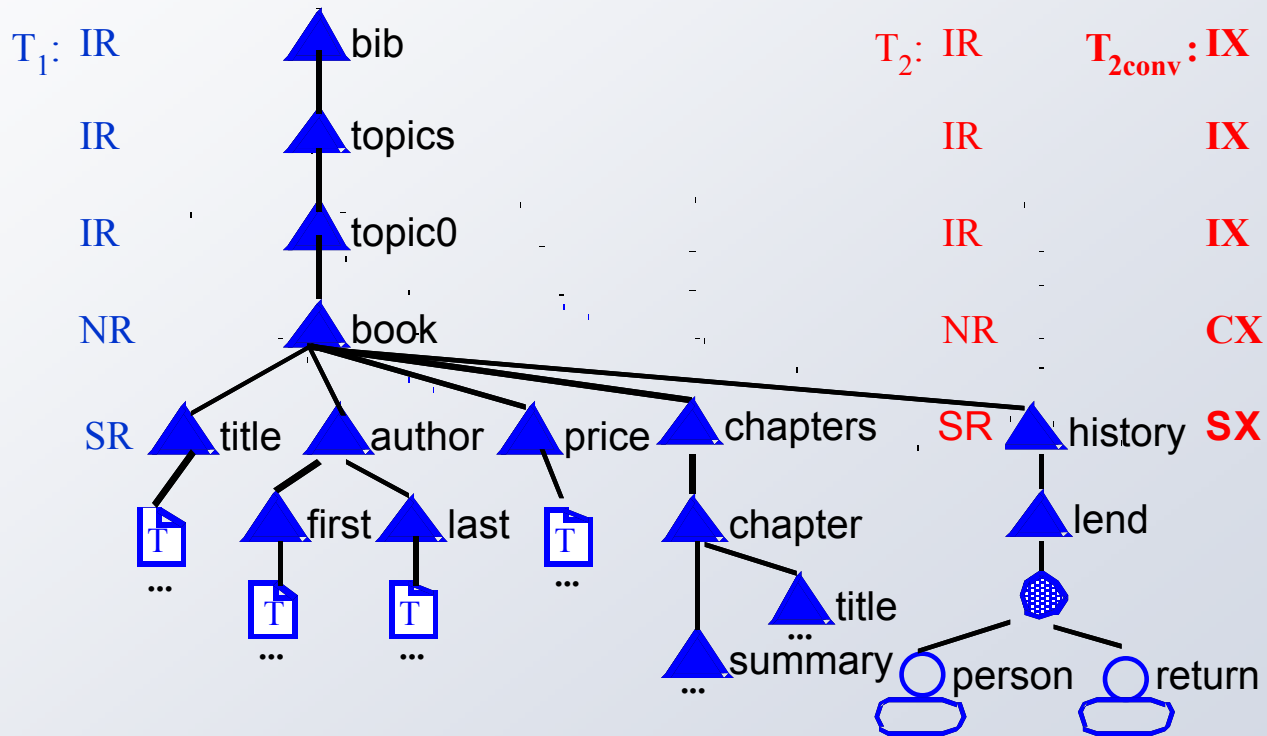 T1: IR bib T2: IR T2conv: IX
IR topics IR IX
IR topic0 IR IX
NR book NR CX
SR title author price chapters SR history SX
T first last T chapter lend
... ...
T T title
... ... ...
summary person return
...